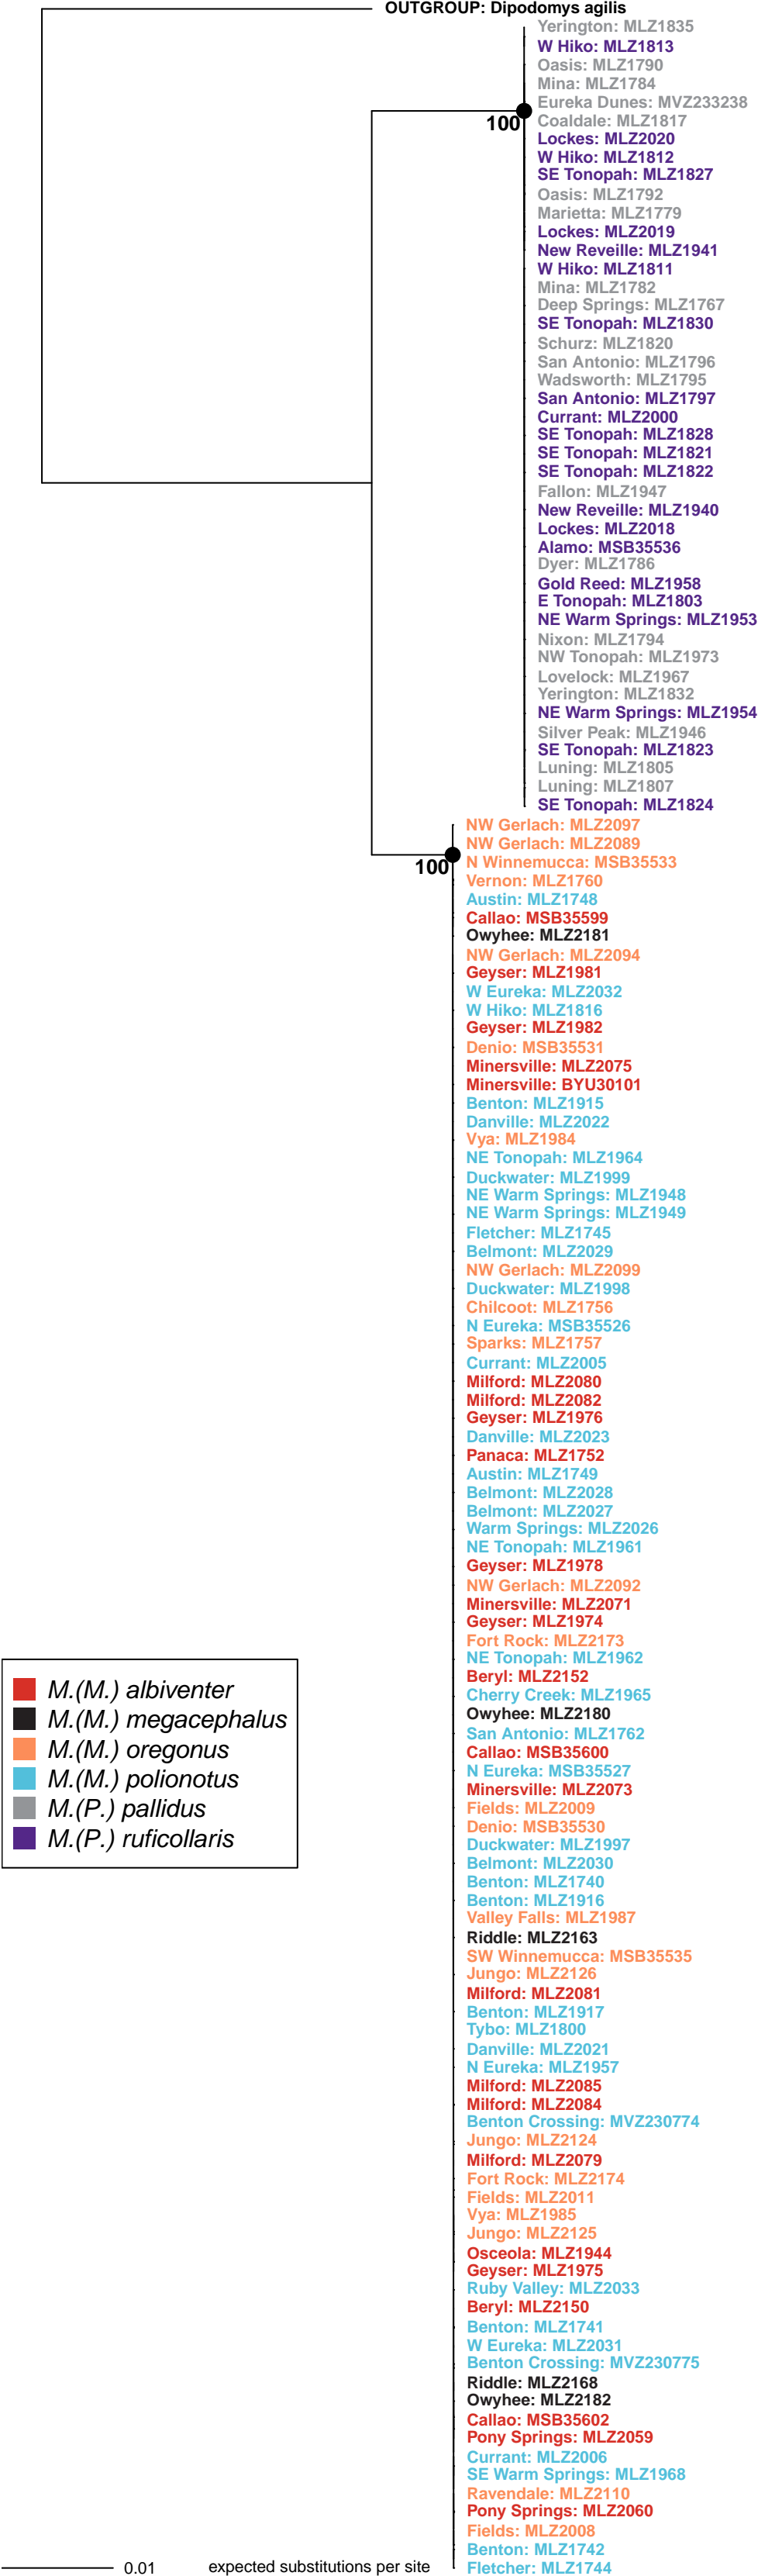 OUTGROUP: Dipodomys agilis
Yerington: MLZ1835
W Hiko: MLZ1813
Oasis: MLZ1790
Mina: MLZ1784
Eureka Dunes: MVZ233238
Coaldale: MLZ1817
100
Lockes: MLZ2020
W Hiko: MLZ1812
SE Tonopah: MLZ1827
Oasis: MLZ1792
Marietta: MLZ1779
Lockes: MLZ2019
New Reveille: MLZ1941
W Hiko: MLZ1811
Mina: MLZ1782
Deep Springs: MLZ1767
SE Tonopah: MLZ1830
Schurz: MLZ1820
San Antonio: MLZ1796
Wadsworth: MLZ1795
San Antonio: MLZ1797
Currant: MLZ2000
SE Tonopah: MLZ1828
SE Tonopah: MLZ1821
SE Tonopah: MLZ1822
Fallon: MLZ1947
New Reveille: MLZ1940
Lockes: MLZ2018
Alamo: MSB35536
Dyer: MLZ1786
Gold Reed: MLZ1958
E Tonopah: MLZ1803
NE Warm Springs: MLZ1953
Nixon: MLZ1794
NW Tonopah: MLZ1973
Lovelock: MLZ1967
Yerington: MLZ1832
NE Warm Springs: MLZ1954
Silver Peak: MLZ1946
SE Tonopah: MLZ1823
Luning: MLZ1805
Luning: MLZ1807
SE Tonopah: MLZ1824
NW Gerlach: MLZ2097
NW Gerlach: MLZ2089
N Winnemucca: MSB35533
100
Vernon: MLZ1760
Austin: MLZ1748
Callao: MSB35599
Owyhee: MLZ2181
NW Gerlach: MLZ2094
Geyser: MLZ1981
W Eureka: MLZ2032
W Hiko: MLZ1816
Geyser: MLZ1982
Denio: MSB35531
Minersville: MLZ2075
Minersville: BYU30101
Benton: MLZ1915
Danville: MLZ2022
Vya: MLZ1984
NE Tonopah: MLZ1964
Duckwater: MLZ1999
NE Warm Springs: MLZ1948
NE Warm Springs: MLZ1949
Fletcher: MLZ1745
Belmont: MLZ2029
NW Gerlach: MLZ2099
Duckwater: MLZ1998
Chilcoot: MLZ1756
N Eureka: MSB35526
Sparks: MLZ1757
Currant: MLZ2005
Milford: MLZ2080
Milford: MLZ2082
Geyser: MLZ1976
Danville: MLZ2023
Panaca: MLZ1752
Austin: MLZ1749
Belmont: MLZ2028
Belmont: MLZ2027
Warm Springs: MLZ2026
NE Tonopah: MLZ1961
Geyser: MLZ1978
NW Gerlach: MLZ2092
Minersville: MLZ2071
Geyser: MLZ1974
Fort Rock: MLZ2173
NE Tonopah: MLZ1962
Beryl: MLZ2152
Cherry Creek: MLZ1965
Owyhee: MLZ2180
San Antonio: MLZ1762
Callao: MSB35600
N Eureka: MSB35527
Minersville: MLZ2073
Fields: MLZ2009
Denio: MSB35530
Duckwater: MLZ1997
Belmont: MLZ2030
Benton: MLZ1740
Benton: MLZ1916
Valley Falls: MLZ1987
Riddle: MLZ2163
SW Winnemucca: MSB35535
Jungo: MLZ2126
Milford: MLZ2081
Benton: MLZ1917
Tybo: MLZ1800
Danville: MLZ2021
N Eureka: MLZ1957
Milford: MLZ2085
Milford: MLZ2084
Benton Crossing: MVZ230774
Jungo: MLZ2124
Milford: MLZ2079
Fort Rock: MLZ2174
Fields: MLZ2011
Vya: MLZ1985
Jungo: MLZ2125
Osceola: MLZ1944
Geyser: MLZ1975
Ruby Valley: MLZ2033
Beryl: MLZ2150
Benton: MLZ1741
W Eureka: MLZ2031
Benton Crossing: MVZ230775
Riddle: MLZ2168
Owyhee: MLZ2182
Callao: MSB35602
Pony Springs: MLZ2059
Currant: MLZ2006
SE Warm Springs: MLZ1968
Ravendale: MLZ2110
Pony Springs: MLZ2060
Fields: MLZ2008
Benton: MLZ1742
Fletcher: MLZ1744
M.(M.) albiventer
M.(M.) megacephalus
M.(M.) oregonus
M.(M.) polionotus
M.(P.) pallidus
M.(P.) ruficollaris
0.01 expected substitutions per site